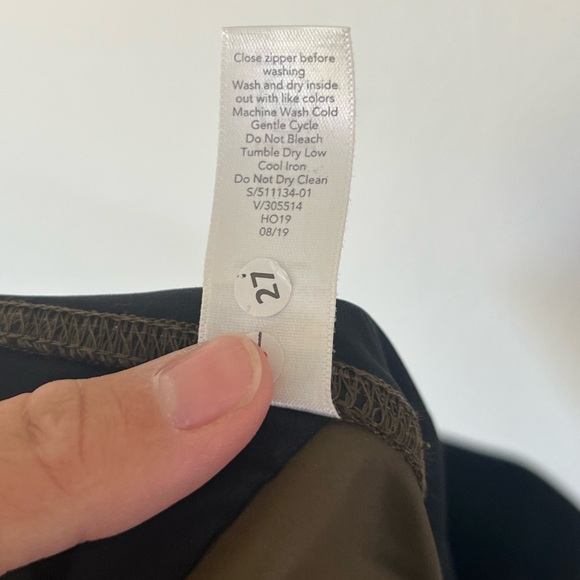 Close zipper before
washing
Wash and dry inside
out with like colors
Machine Wash Cold
Gentle Cycle
Do Not Bleach
Tumble Dry Low
Cool Iron
Do Not Dry Clean
S/511134-01
V/305514
HO19
08/19
27